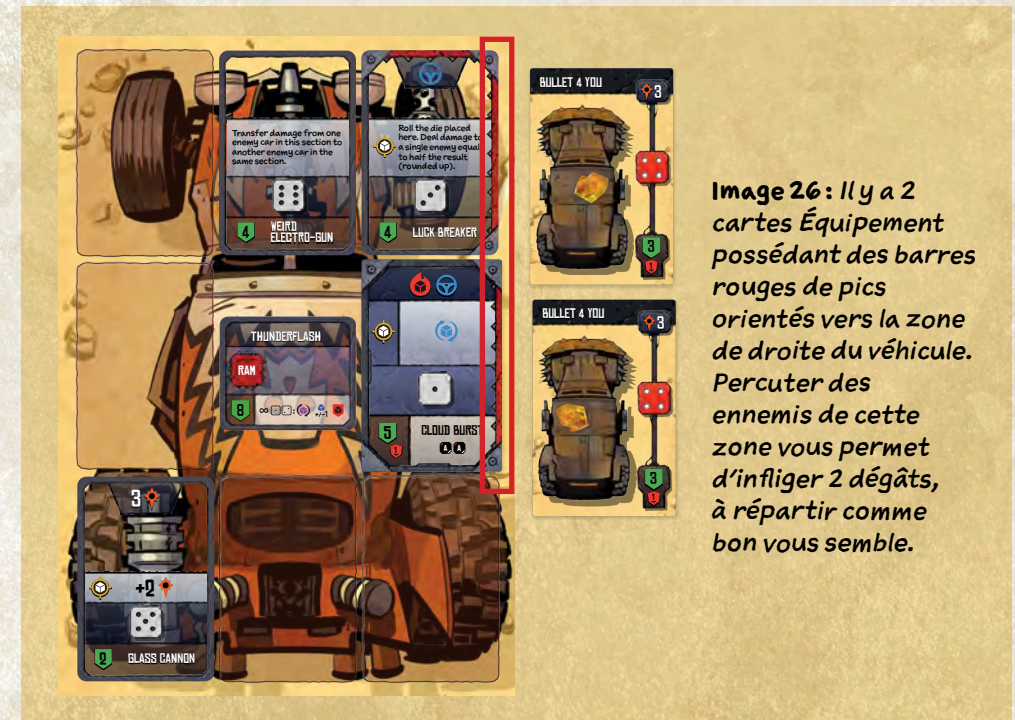 Transfer damage from one
enemy car in this section to
another enemy car in the
same section.
4
WEIRD
ELECTRO-GUN
Roll the die placed
here. Deal damage to
a single enemy equal
to half the result
(rounded up).
4
LUCK BREAKER
THUNDERFLASH
RAM
8
∞ : +/-1
5
1
CLOUD BURST
A, A,
3
+2
2
GLASS CANNON
BULLET 4 YOU
3
3
1
BULLET 4 YOU
3
3
1
Image 26 : Il y a 2
cartes Équipement
possédant des barres
rouges de pics
orientés vers la zone
de droite du véhicule.
Percuter des
ennemis de cette
zone vous permet
d'infliger 2 dégâts,
à répartir comme
bon vous semble.